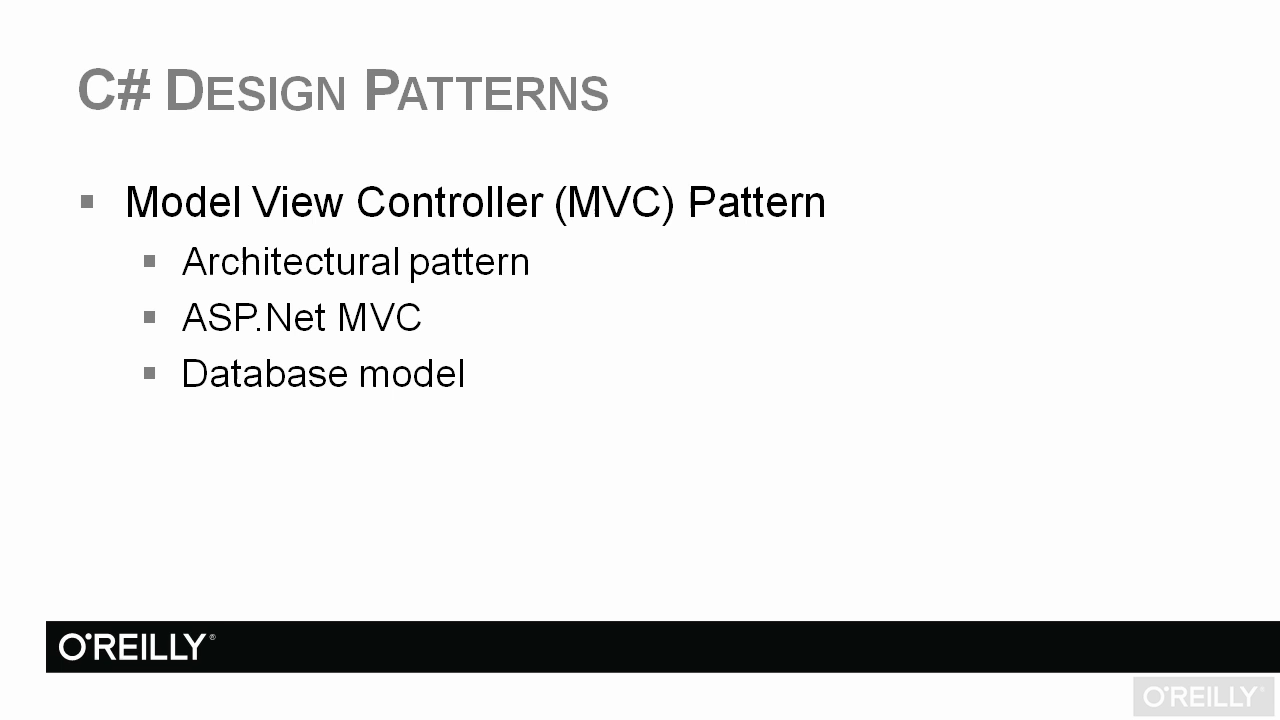 C# DESIGN PATTERNS
Model View Controller (MVC) Pattern
Architectural pattern
ASP.Net MVC
Database model
O'REILLY®
O'REILLY®